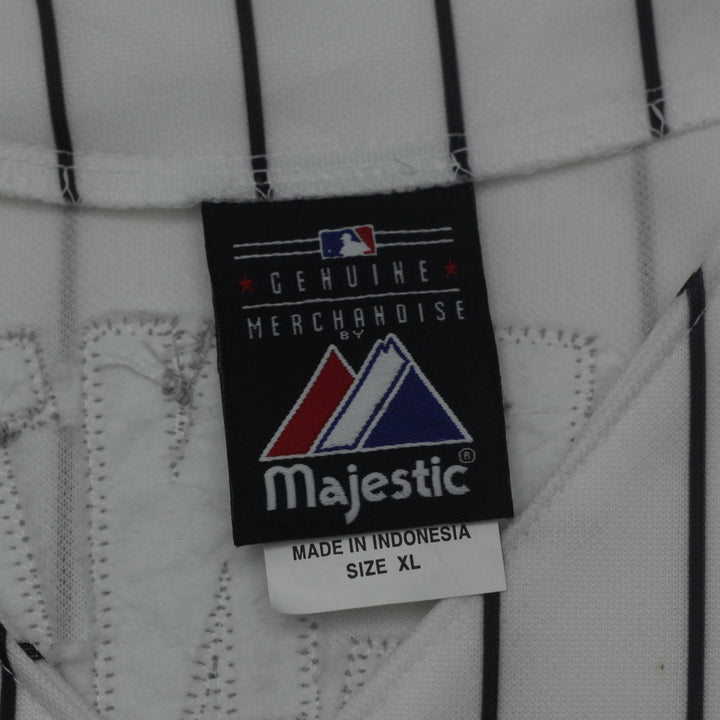 GENUINE
MERCHANDISE
BY
Majestic®
MADE IN INDONESIA
SIZE XL